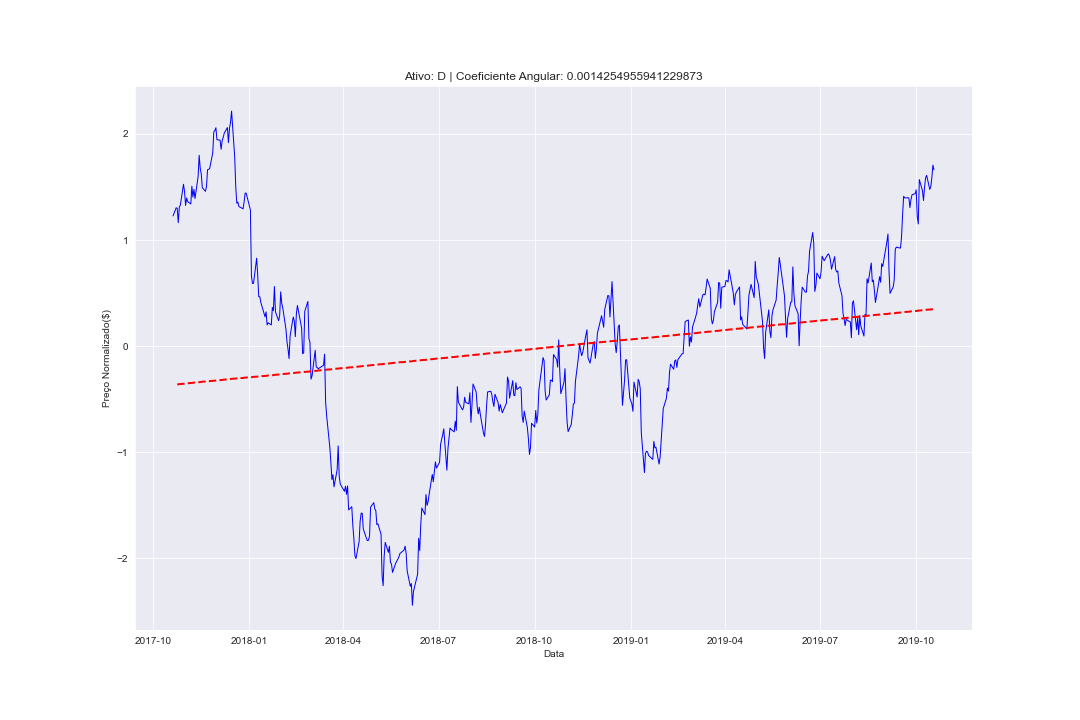 Ativo: D | Coeficiente Angular: 0.0014254955941229873
Preço Normalizado($)
2
1
0
−1
−2
2017-10 2018-01 2018-04 2018-07 2018-10 2019-01 2019-04 2019-07 2019-10
Data